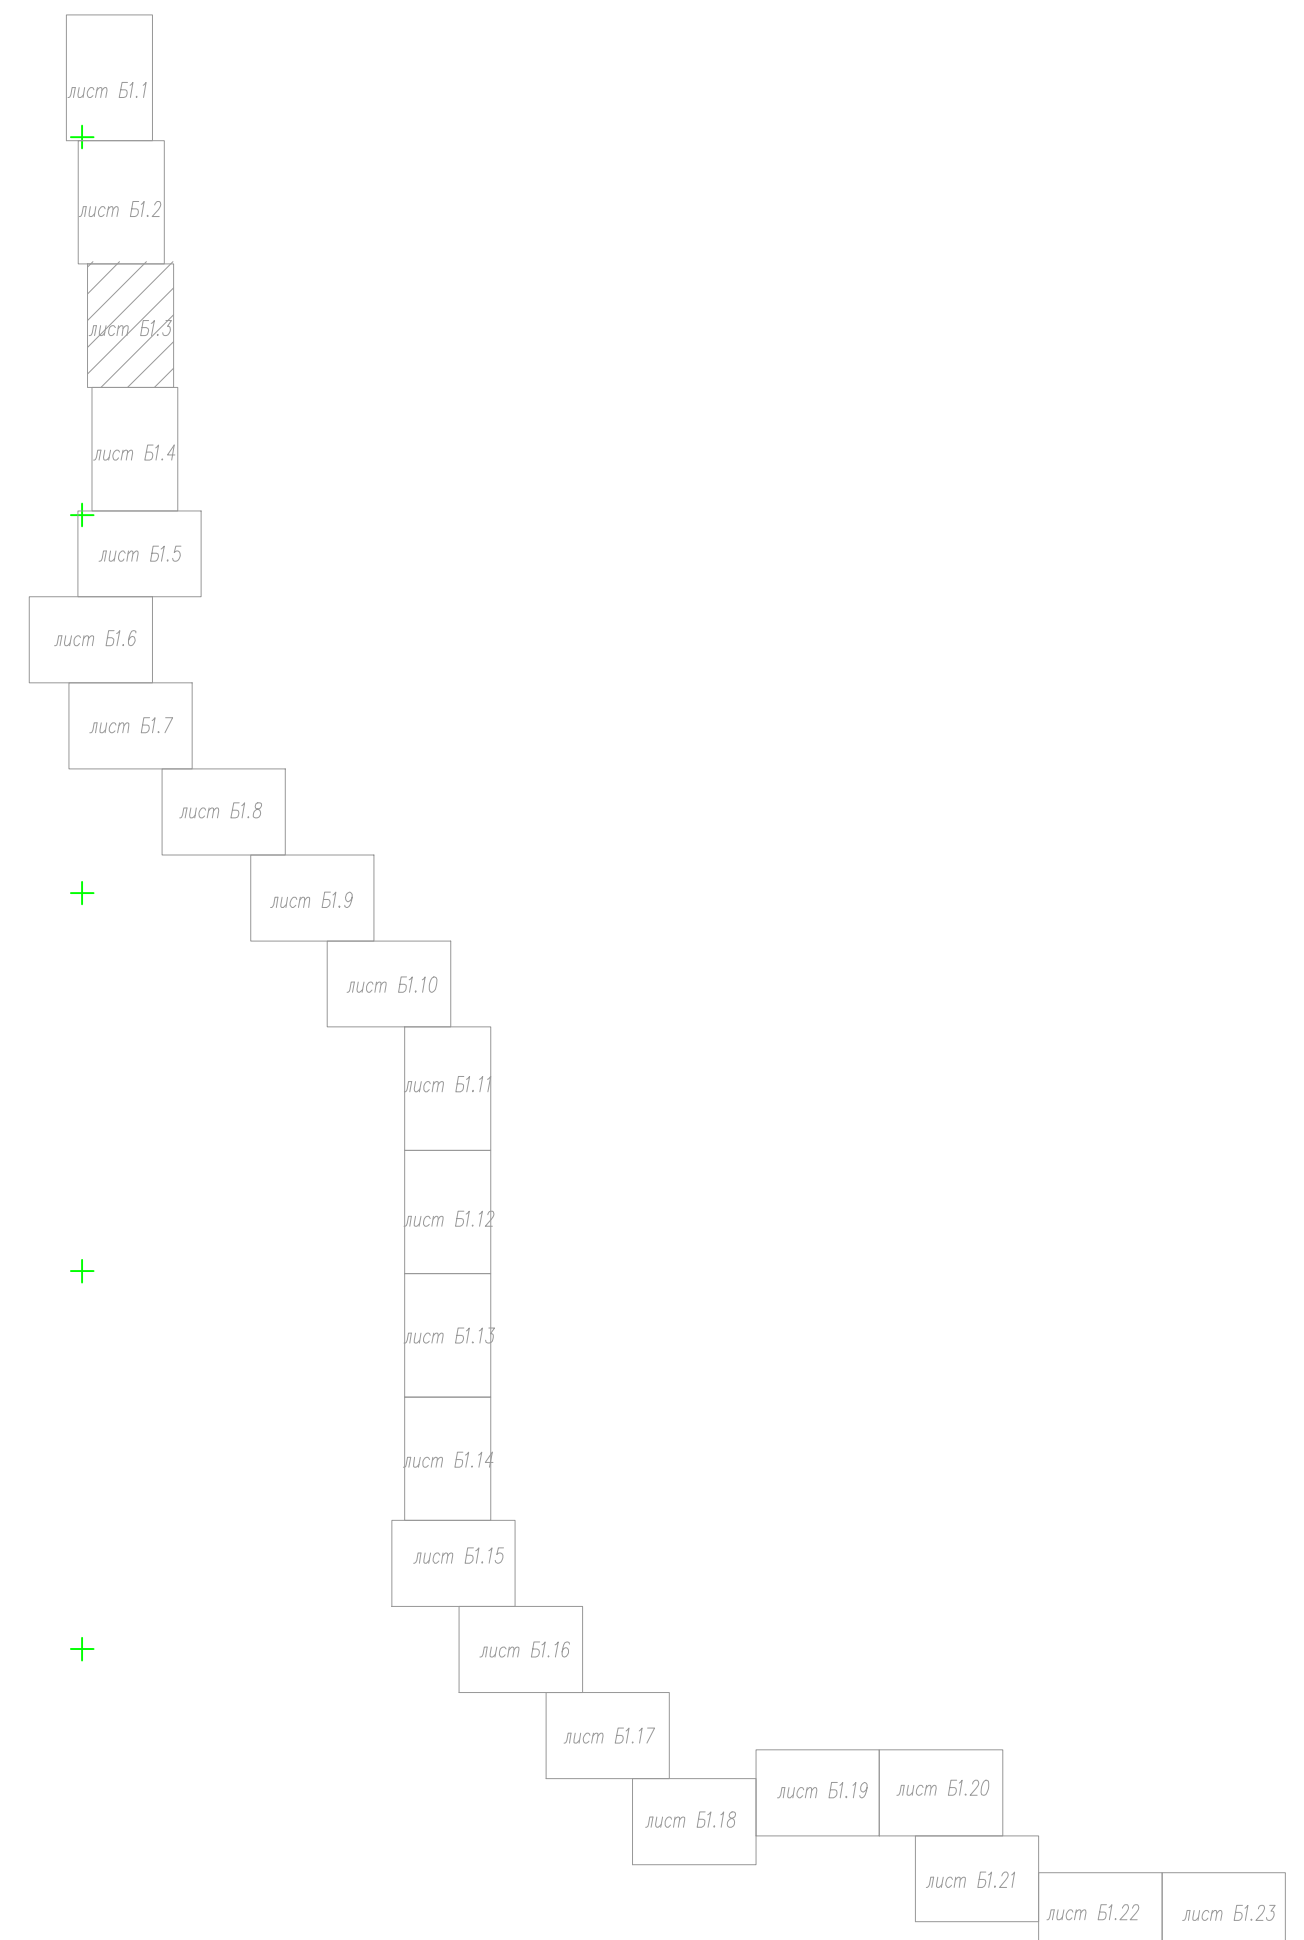 лист Б1.1
лист Б1.2
лист Б1.3
лист Б1.4
лист Б1.5
лист Б1.6
лист Б1.7
лист Б1.8
лист Б1.9
лист Б1.10
лист Б1.11
лист Б1.12
лист Б1.13
лист Б1.14
лист Б1.15
лист Б1.16
лист Б1.17
лист Б1.18
лист Б1.19
лист Б1.20
лист Б1.21
лист Б1.22
лист Б1.23